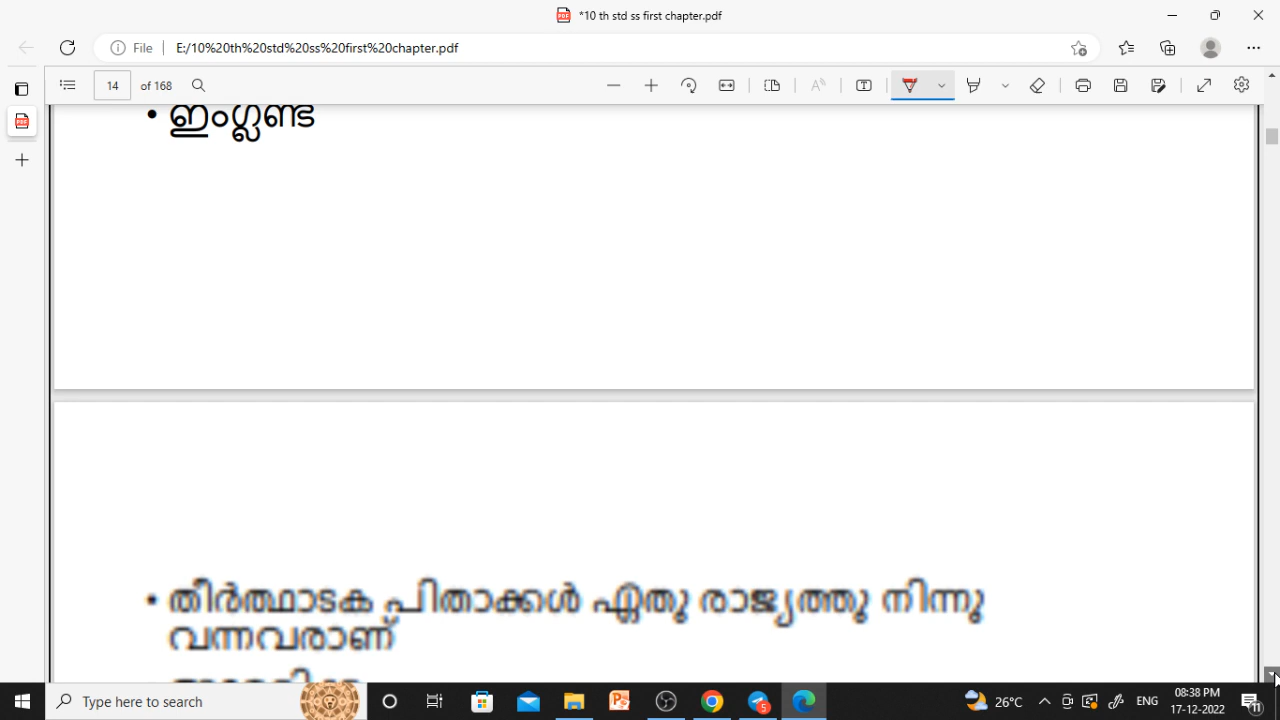 *10 th std ss first chapter.pdf
File
E:/10%20th%20std%20ss%20first%20chapter.pdf
14
of 168
• ഇംഗ്ലണ്ട്
• തീർത്ഥാടക പിതാക്കൾ ഏതു രാജ്യത്തു നിന്നു
വന്നവരാണ്
Type here to search
5
26°C
ENG
08:38 PM
17-12-2022
11